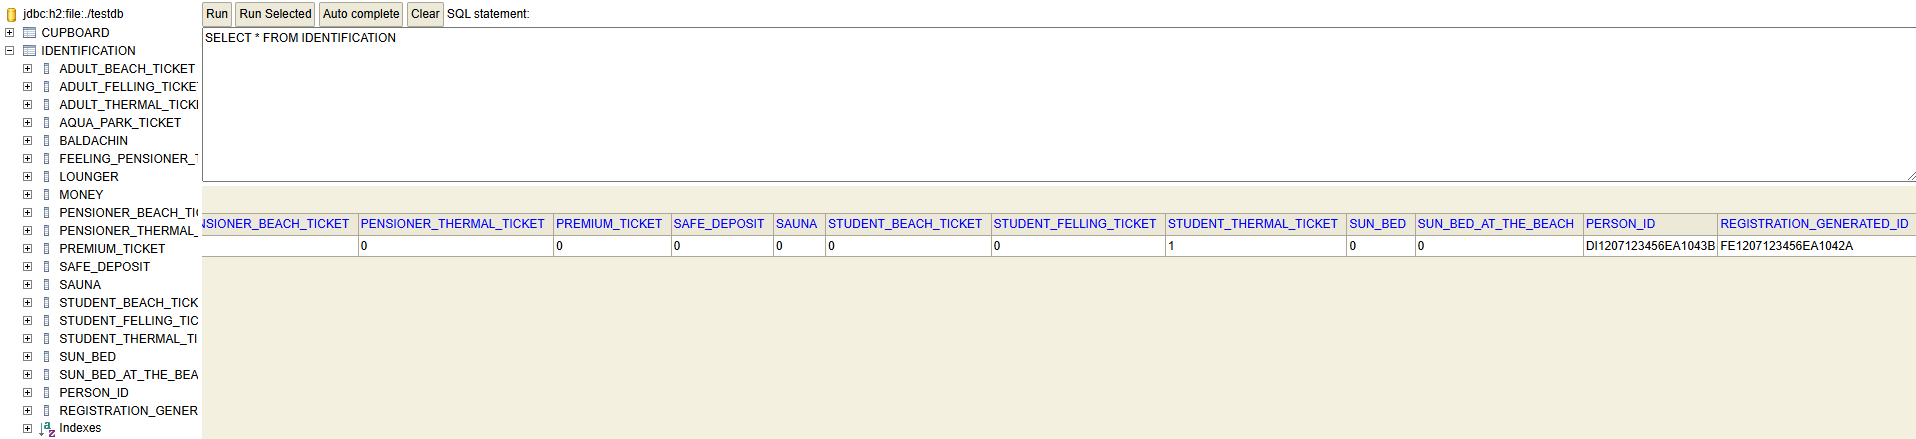 jdbc:h2:file:./testdb
CUPBOARD
IDENTIFICATION
ADULT_BEACH_TICKET
ADULT_FELLING_TICKE
ADULT_THERMAL_TICK
AQUA_PARK_TICKET
BALDACHIN
FEELING_PENSIONER_
LOUNGER
MONEY
PENSIONER_BEACH_TI
PENSIONER_THERMAL_
PREMIUM_TICKET
SAFE_DEPOSIT
SAUNA
STUDENT_BEACH_TICK
STUDENT_FELLING_TIC
STUDENT_THERMAL_TI
SUN_BED
SUN_BED_AT_THE_BEA
PERSON_ID
REGISTRATION_GENER
Indexes
Run Run Selected Auto complete Clear SQL statement:
SELECT * FROM IDENTIFICATION
NSIONER_BEACH_TICKET PENSIONER_THERMAL_TICKET PREMIUM_TICKET SAFE_DEPOSIT SAUNA STUDENT_BEACH_TICKET STUDENT_FELLING_TICKET STUDENT_THERMAL_TICKET SUN_BED SUN_BED_AT_THE_BEACH PERSON_ID REGISTRATION_GENERATED_ID
0 0 0 0 0 0 1 0 0 DI1207123456EA1043B FE1207123456EA1042A